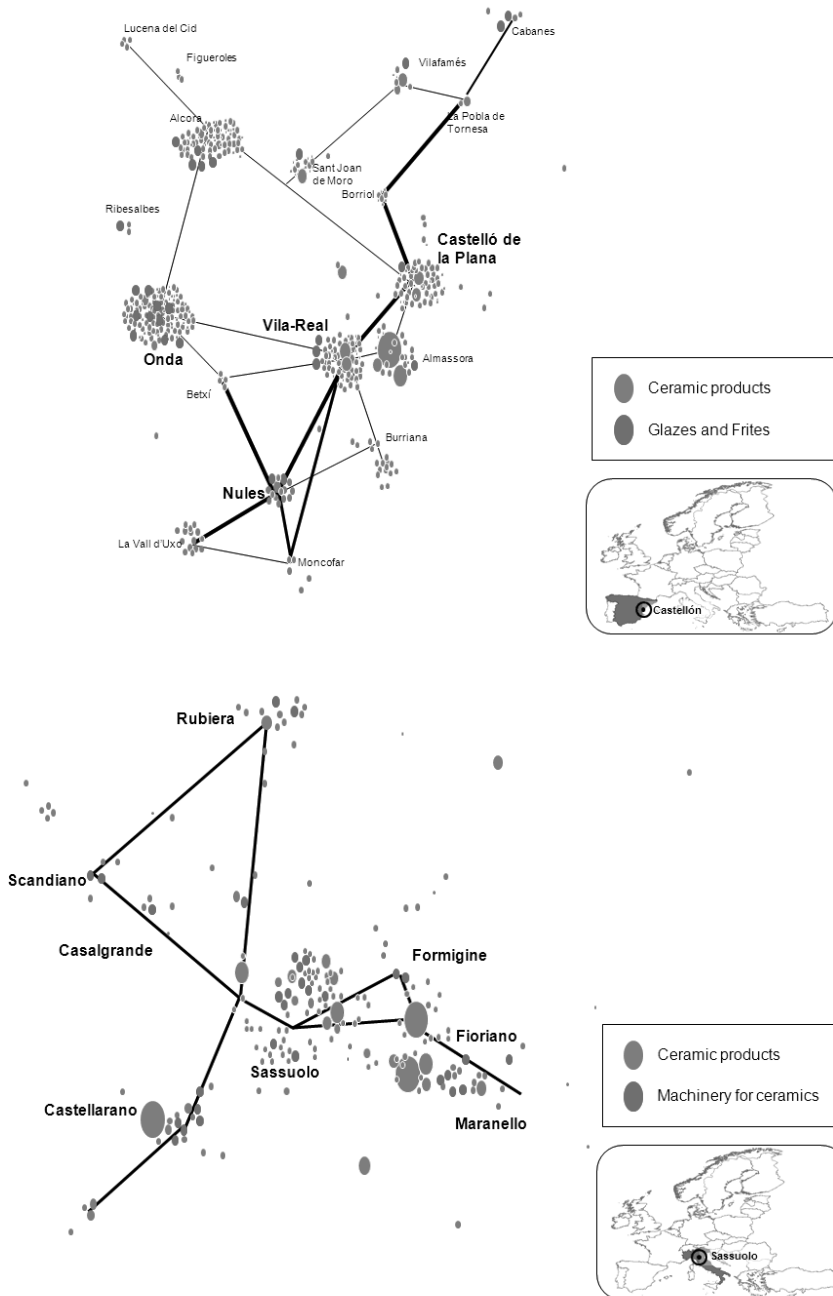 Lucena del Cid
Cabanes
Figueroles
Vilafamés
Alcora
La Pobla de
Tornesa
Sant Joan
de Moro
Borriol
Ribesalbes
Castelló de
la Plana
Vila-Real
Onda
Almassora
Betxí
Ceramic products
Glazes and Frites
Burriana
Nules
La Vall d'Uxo
Moncofar
Castellón
Rubiera
Scandiano
Casalgrande
Formigine
Fioriano
Sassuolo
Castellarano
Maranello
Ceramic products
Machinery for ceramics
Sassuolo